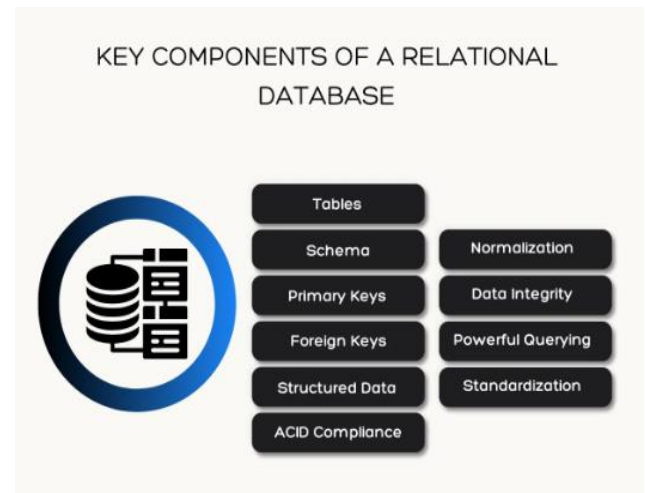 KEY COMPONENTS OF A RELATIONAL
DATABASE
Tables
Schema
Primary Keys
Foreign Keys
Structured Data
ACID Compliance
Normalization
Data Integrity
Powerful Querying
Standardization